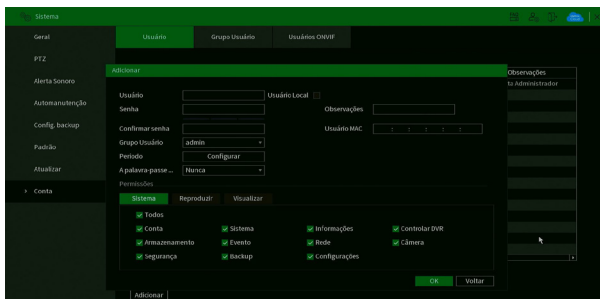 Sistema
Geral
PTZ
Alerta Sonoro
Automanutenção
Config. backup
Padrão
Atualizar
> Conta
Usuário Grupo Usuário Usuários ONVIF
Observações
ta Administrador
Adicionar
Usuário Usuário Local
Senha Observações
Confirmar senha Usuário MAC : : : : :
Grupo Usuário admin
Período Configurar
A palavra-passe ... Nunca
Permissões
Sistema Reproduzir Visualizar
Todos
Conta Sistema Informações Controlar DVR
Armazenamento Evento Rede Câmera
Segurança Backup Configurações
OK Voltar
Adicionar